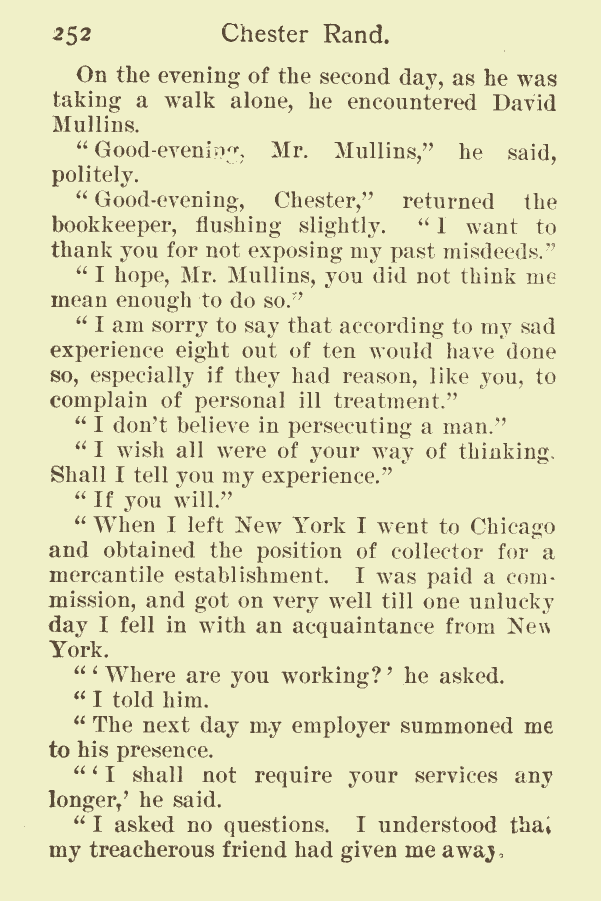 252 Chester Rand.
On the evening of the second day, as he was
taking a walk alone, he encountered David
Mullins.
“ Good-evening, Mr. Mullins,” he said,
politely.
“ Good-evening, Chester,” returned the
bookkeeper, flushing slightly. “ I want to
thank you for not exposing my past misdeeds.”
“ I hope, Mr. Mullins, you did not think me
mean enough to do so.”
“ I am sorry to say that according to my sad
experience eight out of ten would have done
so, especially if they had reason, like you, to
complain of personal ill treatment.”
“ I don’t believe in persecuting a man.”
“ I wish all were of your way of thinking.
Shall I tell you my experience.”
“ If you will.”
“ When I left New York I went to Chicago
and obtained the position of collector for a
mercantile establishment. I was paid a com-
mission, and got on very well till one unlucky
day I fell in with an acquaintance from New
York.
“ ‘ Where are you working? ’ he asked.
“ I told him.
“ The next day my employer summoned me
to his presence.
“ ‘ I shall not require your services any
longer,’ he said.
“ I asked no questions. I understood that
my treacherous friend had given me away.